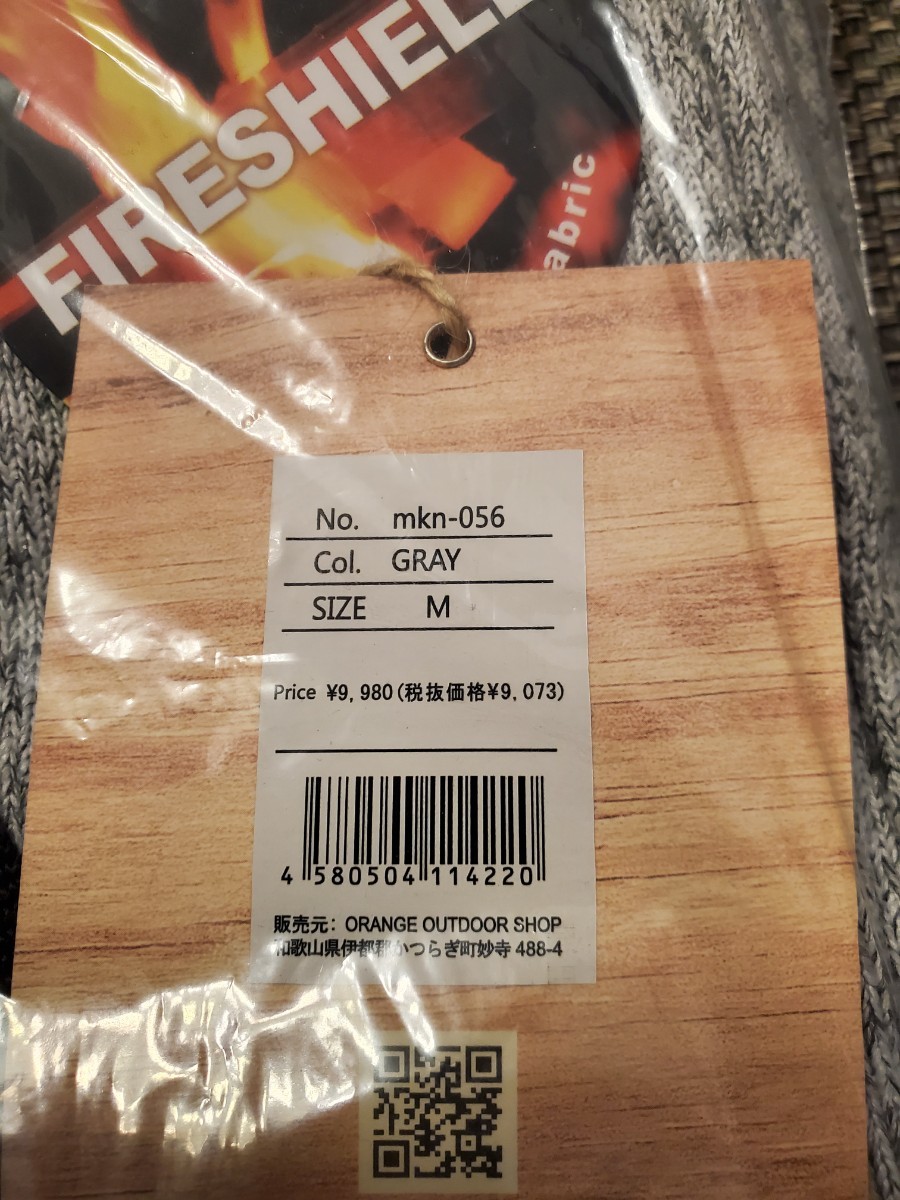 FIRESHIEL
abric
No. mkn-056
Col. GRAY
SIZE M
Price ¥9,980(税抜価格¥9,073)
4 580504 114220
販売元: ORANGE OUTDOOR SHOP
和歌山県伊都郡かつらぎ町妙寺 488-4